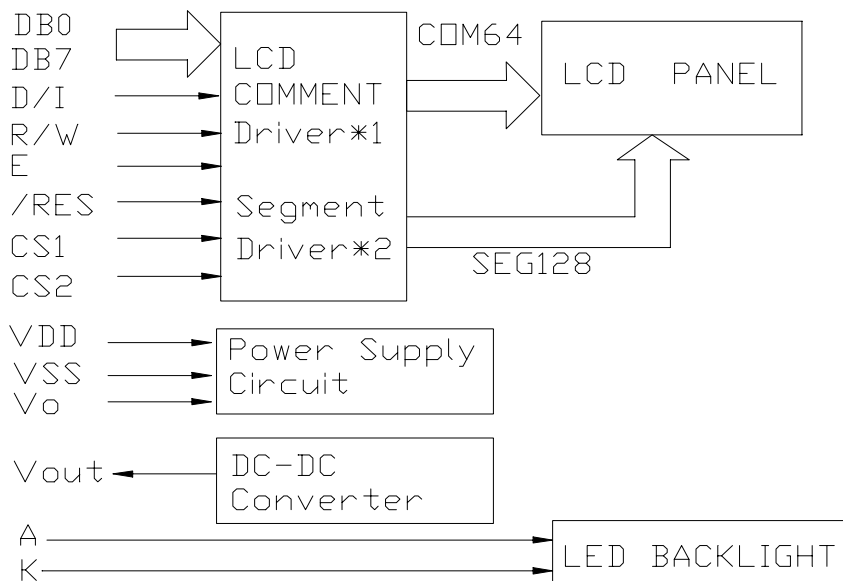 DB0
DB7
D/I
R/W
E
/RES
CS1
CS2
LCD
COMMENT
Driver*1
Segment
Driver*2
COM64
SEG128
LCD PANEL
VDD
VSS
Vo
Power Supply
Circuit
Vout
DC-DC
Converter
A
K
LED BACKLIGHT